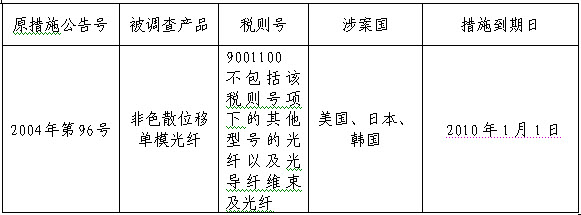 原措施公告号 被调查产品 税则号 涉案国 措施到期日
2004年第96号 非色散位移单模光纤 9001100 不包括该税则号项下的其他型号的光纤以及光导纤维束及光纤 美国、日本、韩国 2010年1月1日